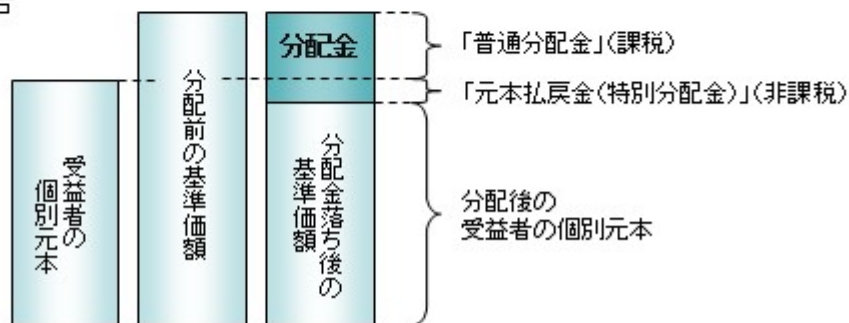 受益者の
個別元本
分配前の基準価額
分配金
分配金落ち後の
基準価額
「普通分配金」(課税)
「元本払戻金(特別分配金)」(非課税)
分配後の
受益者の個別元本